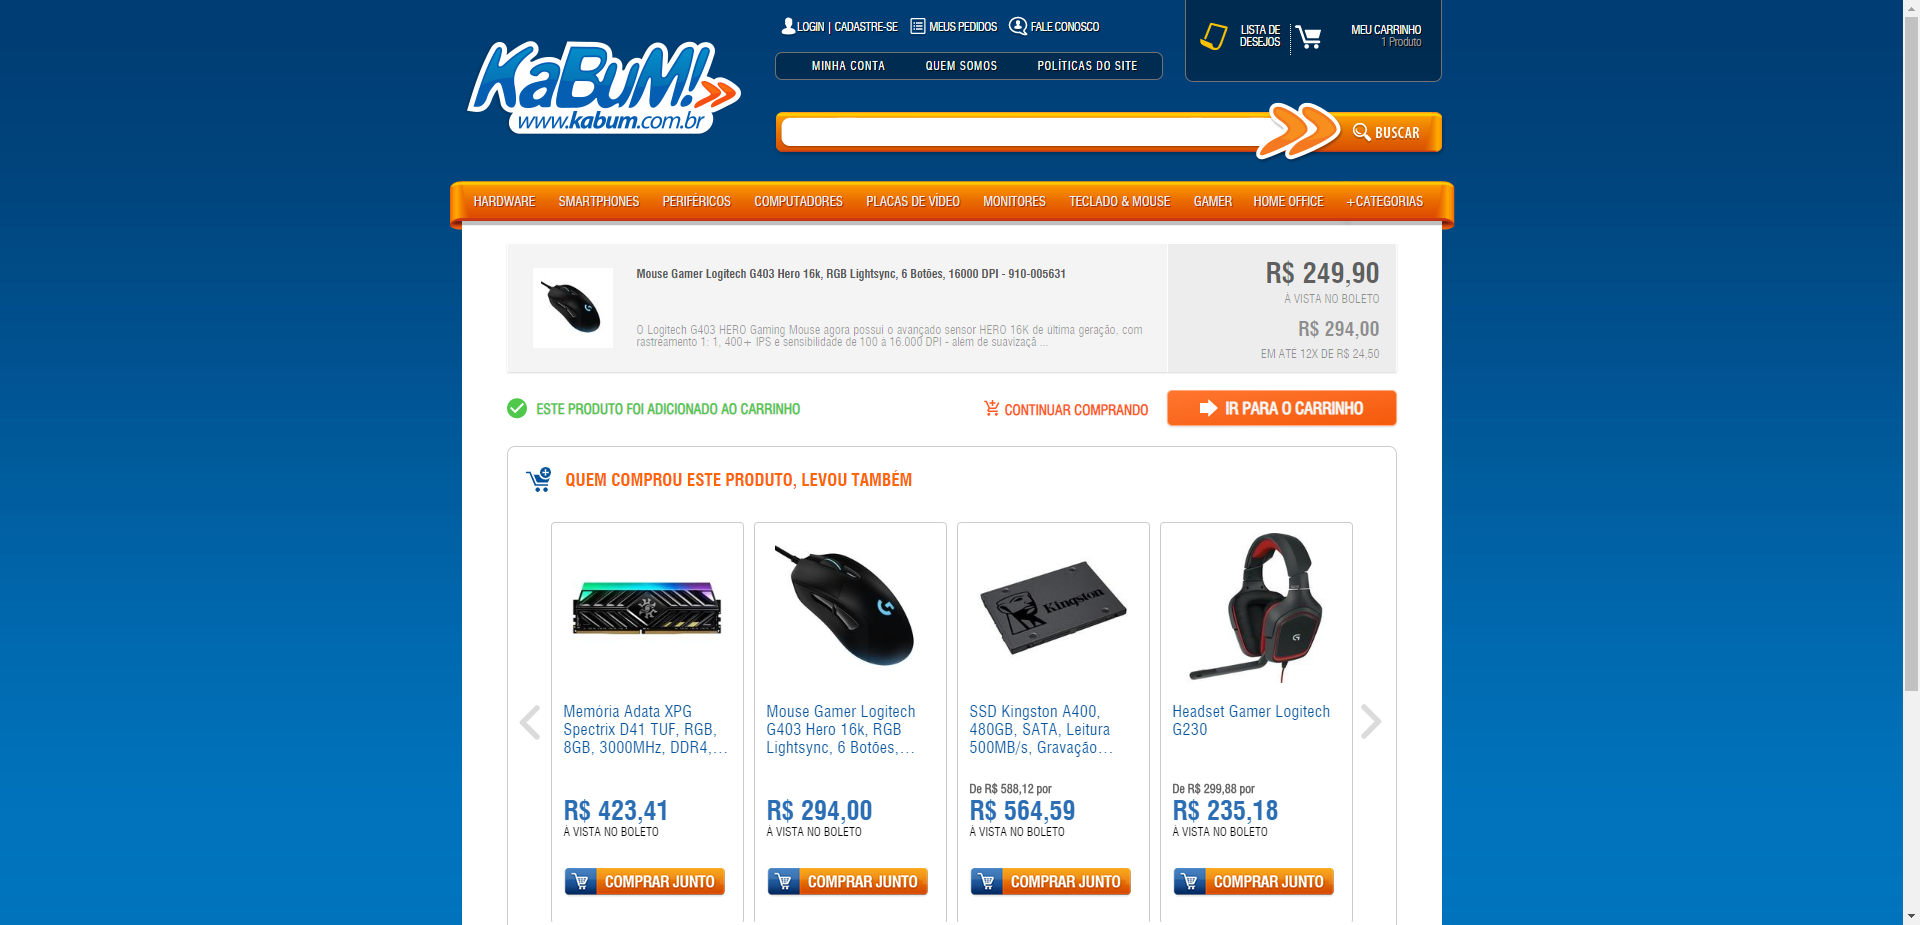 KaBuM!
www.kabum.com.br
LOGIN | CADASTRE-SE
MEUS PEDIDOS
FALE CONOSCO
MINHA CONTA
QUEM SOMOS
POLÍTICAS DO SITE
LISTA DE
DESEJOS
MEU CARRINHO
1 Produto
BUSCAR
HARDWARE
SMARTPHONES
PERIFÉRICOS
COMPUTADORES
PLACAS DE VÍDEO
MONITORES
TECLADO & MOUSE
GAMER
HOME OFFICE
+CATEGORIAS
Mouse Gamer Logitech G403 Hero 16k, RGB Lightsync, 6 Botões, 16000 DPI - 910-005631
O Logitech G403 HERO Gaming Mouse agora possui o avançado sensor HERO 16K de última geração, com
rastreamento 1: 1, 400+ IPS e sensibilidade de 100 à 16.000 DPI - além de suavizaçã ...
R$ 249,90
À VISTA NO BOLETO
R$ 294,00
EM ATÉ 12X DE R$ 24,50
ESTE PRODUTO FOI ADICIONADO AO CARRINHO
CONTINUAR COMPRANDO
IR PARA O CARRINHO
QUEM COMPROU ESTE PRODUTO, LEVOU TAMBÉM
Memória Adata XPG
Spectrix D41 TUF, RGB,
8GB, 3000MHz, DDR4,...
R$ 423,41
À VISTA NO BOLETO
COMPRAR JUNTO
Mouse Gamer Logitech
G403 Hero 16k, RGB
Lightsync, 6 Botões,...
R$ 294,00
À VISTA NO BOLETO
COMPRAR JUNTO
Kingston
SSD Kingston A400,
480GB, SATA, Leitura
500MB/s, Gravação...
De R$ 588,12 por
R$ 564,59
À VISTA NO BOLETO
COMPRAR JUNTO
Headset Gamer Logitech
G230
De R$ 299,88 por
R$ 235,18
À VISTA NO BOLETO
COMPRAR JUNTO